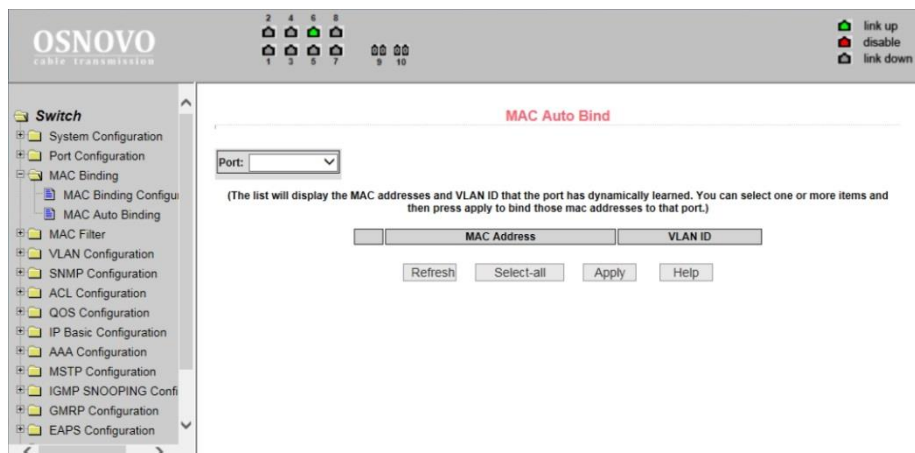 OSNOVO
cable transmission
2 4 6 8
1 3 5 7 9 10
link up
disable
link down
Switch
System Configuration
Port Configuration
MAC Binding
MAC Binding Configu
MAC Auto Binding
MAC Filter
VLAN Configuration
SNMP Configuration
ACL Configuration
QOS Configuration
IP Basic Configuration
AAA Configuration
MSTP Configuration
IGMP SNOOPING Confi
GMRP Configuration
EAPS Configuration
MAC Auto Bind
Port:
(The list will display the MAC addresses and VLAN ID that the port has dynamically learned. You can select one or more items and
then press apply to bind those mac addresses to that port.)
MAC Address VLAN ID
Refresh Select-all Apply Help